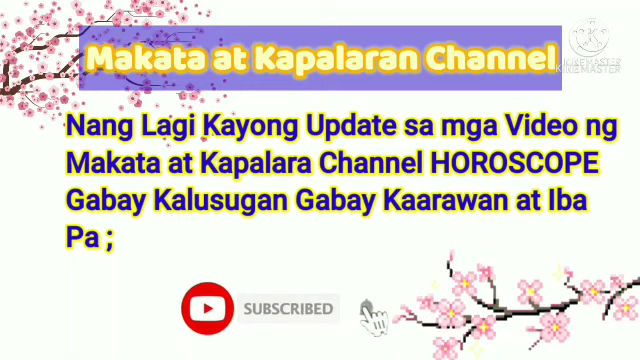 Makata at Kapalaran Channel
KINEMASTER
KINEMASTER
Nang Lagi Kayong Update sa mga Video ng
Makata at Kapalara Channel HOROSCOPE
Gabay Kalusugan Gabay Kaarawan at Iba
Pa ;
SUBSCRIBED